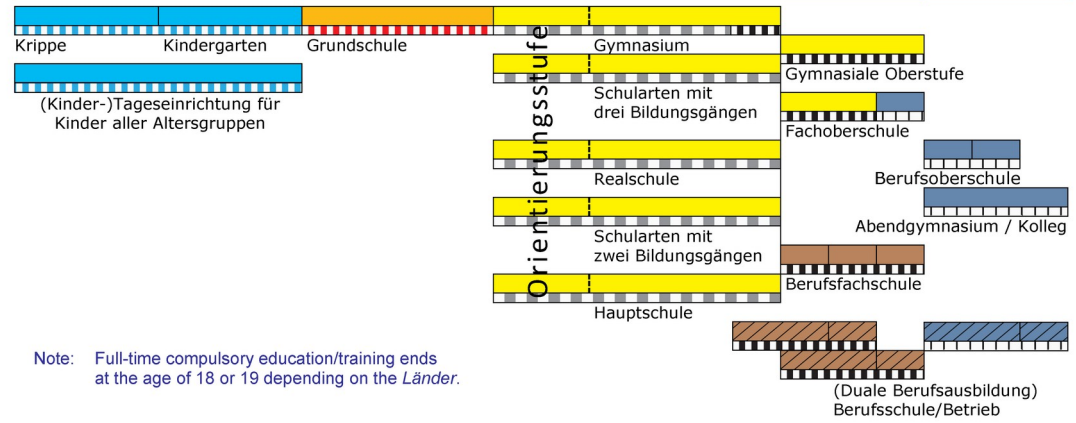 Krippe
Kindergarten
Grundschule
Orientierungsstufe
Gymnasium
Gymnasiale Oberstufe
(Kinder-)Tageseinrichtung für
Kinder aller Altersgruppen
Schularten mit
drei Bildungsgängen
Fachoberschule
Realschule
Berufsoberschule
Abendgymnasium / Kolleg
Schularten mit
zwei Bildungsgängen
Berufsfachschule
Hauptschule
Note: Full-time compulsory education/training ends
at the age of 18 or 19 depending on the Länder.
(Duale Berufsausbildung)
Berufsschule/Betrieb